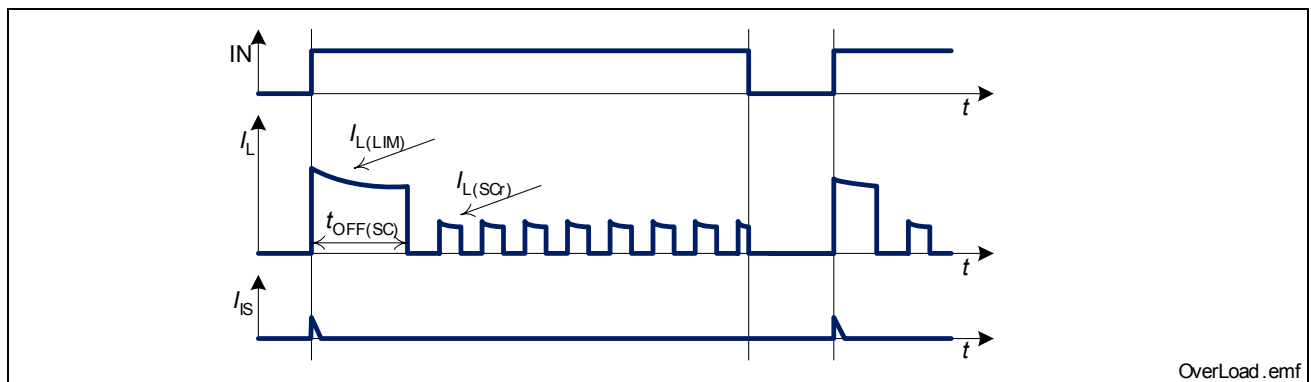 IN
t
I_L
I_L(LIM)
I_L(SCr)
t_OFF(SC)
t
I_IS
t
OverLoad.emf